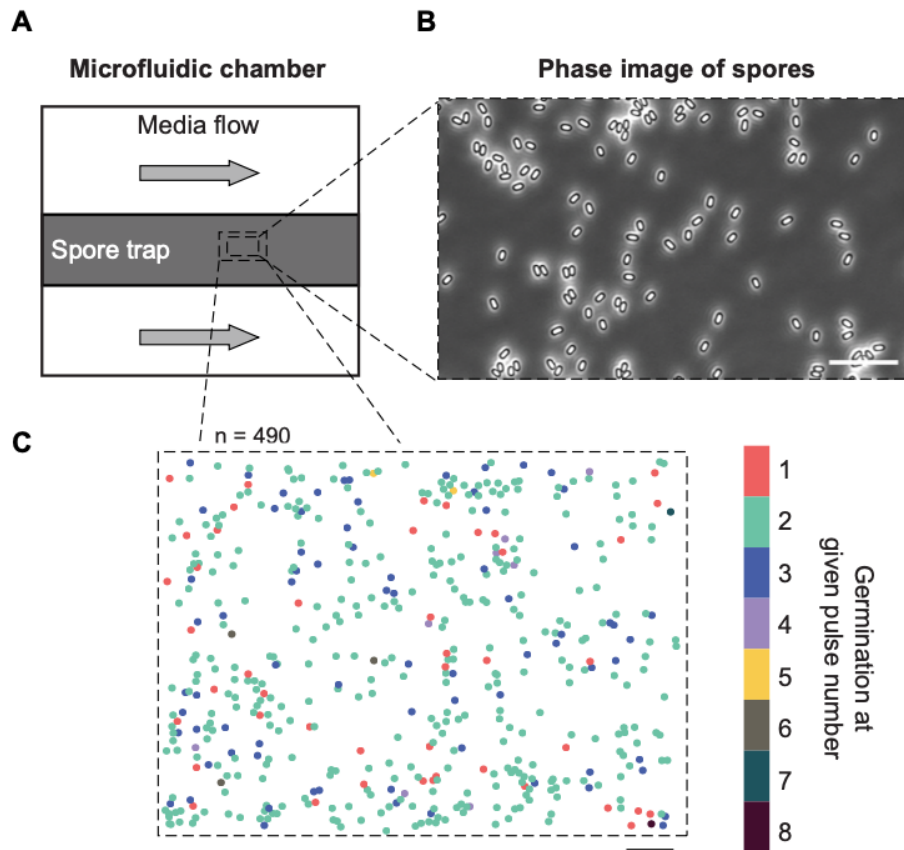 A
Microfluidic chamber
Media flow
Spore trap
B
Phase image of spores
C
n = 490
1
2
3
4
5
6
7
8
Germination at
given pulse number